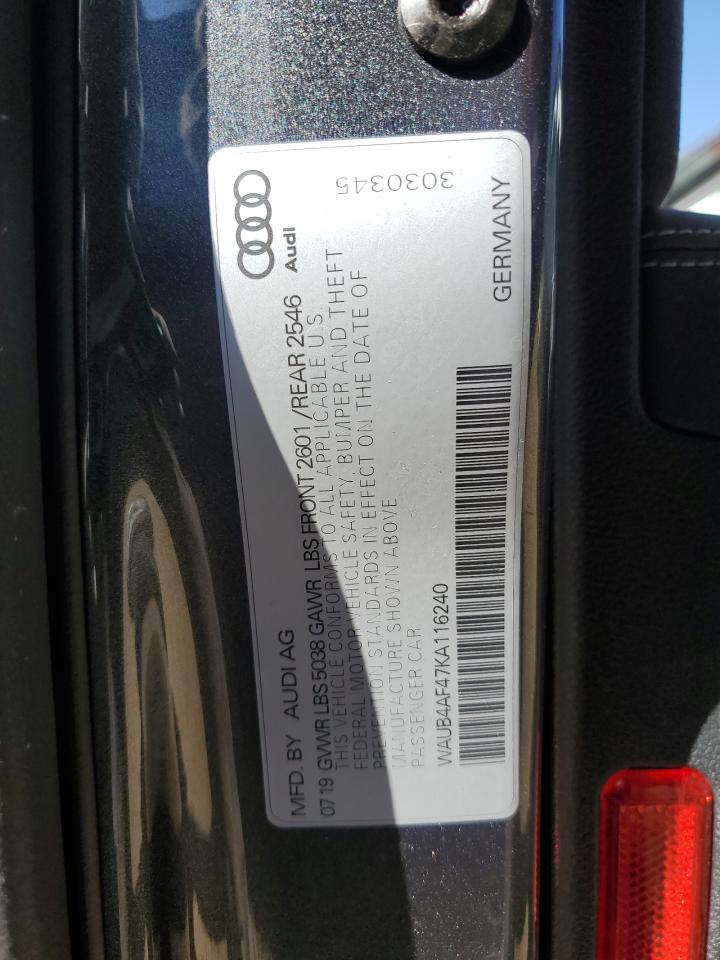 MFD. BY AUDI AG
Audi
0719 GVWR LBS 5038 GAWR LBS FRONT 2601 /REAR 2546
THIS VEHICLE CONFORMS TO ALL APPLICABLE U.S.
FEDERAL MOTOR VEHICLE SAFETY, BUMPER AND THEFT
PREVENTION STANDARDS IN EFFECT ON THE DATE OF
MANUFACTURE SHOWN ABOVE
PASSENGER CAR
WAUB4AF47KA116240
GERMANY
3030345